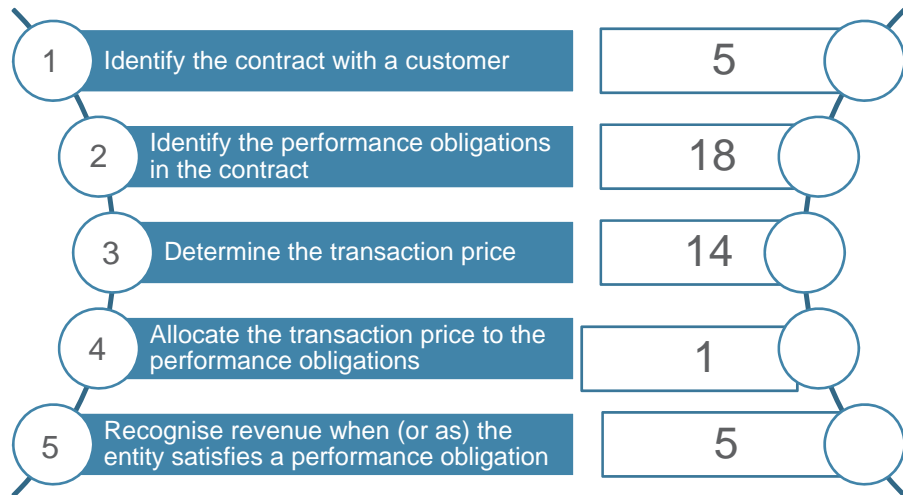 1
Identify the contract with a customer
5
2
Identify the performance obligations
in the contract
18
3
Determine the transaction price
14
4
Allocate the transaction price to the
performance obligations
1
5
Recognise revenue when (or as) the
entity satisfies a performance obligation
5